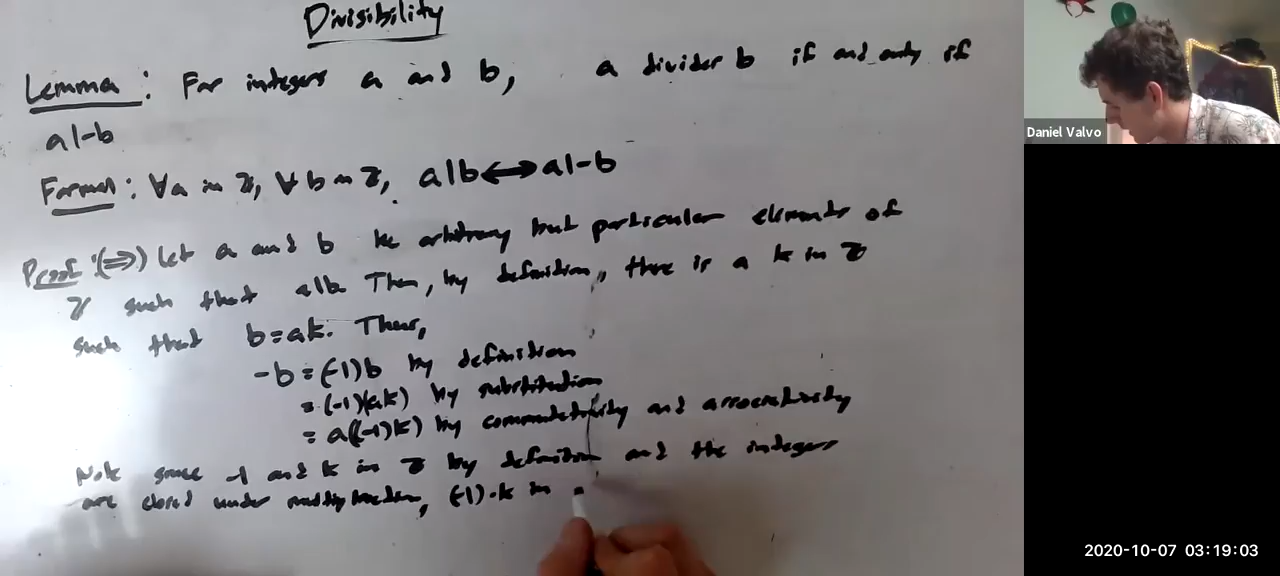 Divisibility
Lemma: For integers a and b, a divides b if and only if
a|-b
Formal: ∀a in ℤ, ∀b in ℤ, a|b ⟷ a|-b
Proof: (⇒) Let a and b be arbitrary but particular elements of
ℤ such that a|b. Then, by definition, there is a k in ℤ
such that b=ak. Then,
-b = (-1)b by definition
= (-1)(ak) by substitution
= a((-1)k) by commutativity and associativity
Note since -1 and k in ℤ by definition and the integers
are closed under multiplication, (-1)·k in
Daniel Valvo
2020-10-07 03:19:03